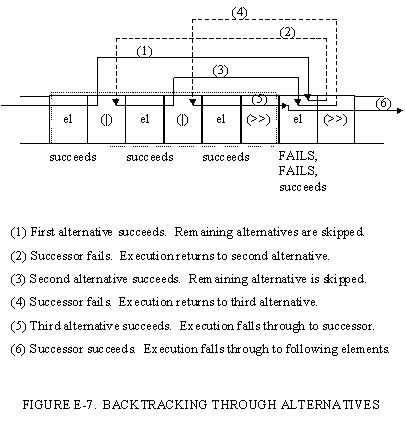 (4)
(2)
(1)
(3)
(5)
(6)
el (|) el (|) el (>>) el (>>)
succeeds succeeds succeeds FAILS,
FAILS,
succeeds
(1) First alternative succeeds. Remaining alternatives are skipped.
(2) Successor fails. Execution returns to second alternative.
(3) Second alternative succeeds. Remaining alternative is skipped.
(4) Successor fails. Execution returns to third alternative.
(5) Third alternative succeeds. Execution falls through to successor.
(6) Successor succeeds. Execution falls through to following elements.
FIGURE E-7. BACKTRACKING THROUGH ALTERNATIVES